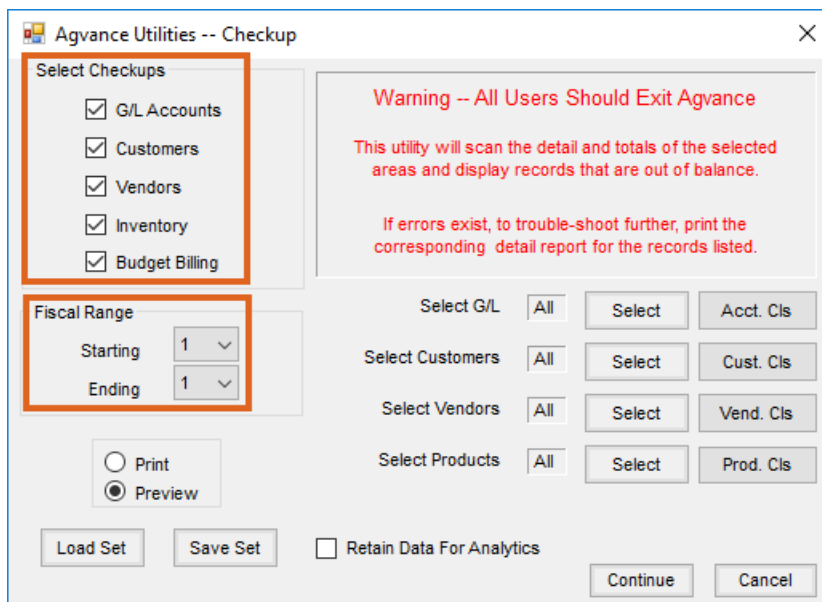 Agvance Utilities -- Checkup
Select Checkups
G/L Accounts
Customers
Vendors
Inventory
Budget Billing
Warning -- All Users Should Exit Agvance
This utility will scan the detail and totals of the selected
areas and display records that are out of balance.
If errors exist, to trouble-shoot further, print the
corresponding detail report for the records listed.
Fiscal Range
Starting 1
Ending 1
Select G/L All Select Acct. Cls
Select Customers All Select Cust. Cls
Select Vendors All Select Vend. Cls
Select Products All Select Prod. Cls
Print
Preview
Load Set Save Set
Retain Data For Analytics
Continue Cancel